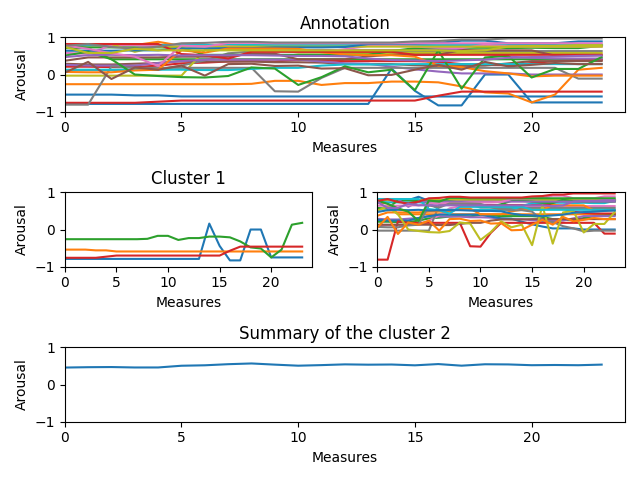 Annotation
1
0
−1
Arousal
0 5 10 15 20
Measures
Cluster 1 Cluster 2
1 1
0 0
−1 −1
Arousal Arousal
0 5 10 15 20 0 5 10 15 20
Measures Measures
Summary of the cluster 2
1
0
−1
Arousal
0 5 10 15 20
Measures